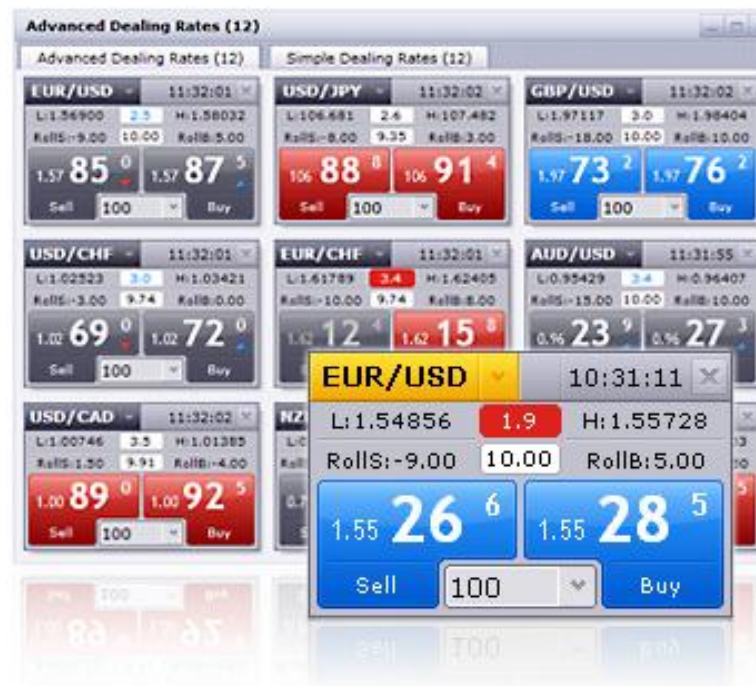 Advanced Dealing Rates (12)
Advanced Dealing Rates (12) Simple Dealing Rates (12)
EUR/USD 11:32:01
L:1.56900 2.5 H:1.58032
RollS:-9.00 10.00 RollB:5.00
1.57 85 0 1.57 87 5
Sell 100 Buy
USD/JPY 11:32:02
L:106.681 2.6 H:107.482
RollS:-8.00 9.35 RollB:3.00
106 88 8 106 91 4
Sell 100 Buy
GBP/USD 11:32:02
L:1.97117 3.0 H:1.98404
RollS:-18.00 10.00 RollB:10.00
1.97 73 2 1.97 76 2
Sell 100 Buy
USD/CHF 11:32:01
L:1.02523 3.0 H:1.03421
RollS:-3.00 9.74 RollB:0.00
1.02 69 0 1.02 72 0
Sell 100 Buy
EUR/CHF 11:32:01
L:1.61789 3.4 H:1.62405
RollS:-10.00 9.74 RollB:6.00
1.62 12 4 1.62 15 8
AUD/USD 11:31:55
L:0.95429 3.4 H:0.96407
RollS:-15.00 10.00 RollB:10.00
0.96 23 9 0.96 27 3
USD/CAD 11:32:02
L:1.00746 3.5 H:1.01385
RollS:1.50 9.91 RollB:-4.00
1.00 89 0 1.00 92 5
Sell 100 Buy
EUR/USD 10:31:11
L:1.54856 1.9 H:1.55728
RollS:-9.00 10.00 RollB:5.00
1.55 26 6 1.55 28 5
Sell 100 Buy